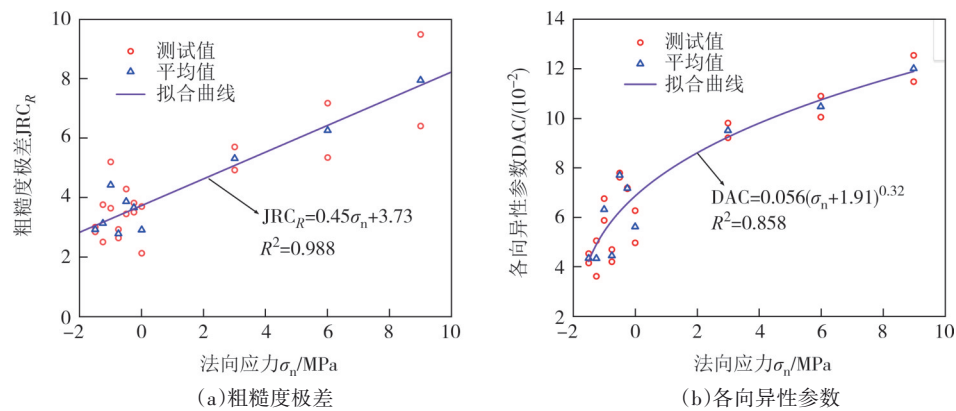 10
8
6
4
2
0
粗糙度极差JRC_R
测试值
平均值
拟合曲线
JRC_R=0.45σ_n+3.73
R²=0.988
-2 0 2 4 6 8 10
法向应力σ_n/MPa
(a)粗糙度极差
14
12
10
8
6
4
2
各向异性参数DAC/(10⁻²)
测试值
平均值
拟合曲线
DAC=0.056(σ_n+1.91)^0.32
R²=0.858
-2 0 2 4 6 8 10
法向应力σ_n/MPa
(b)各向异性参数